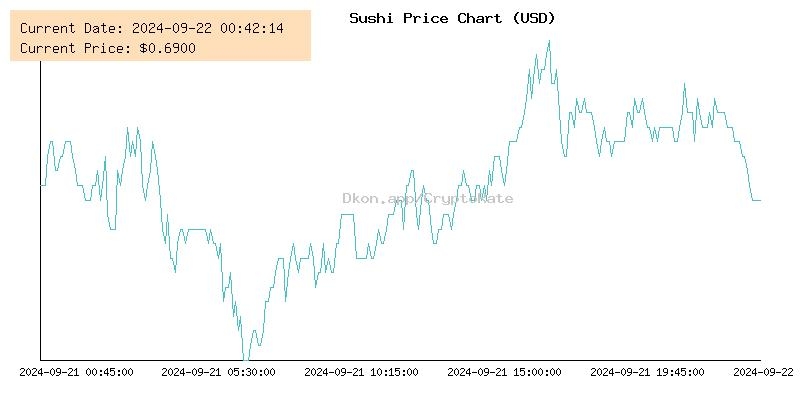 Sushi Price Chart (USD)
Current Date: 2024-09-22 00:42:14
Current Price: $0.6900
Dkon.app/CryptoRate
2024-09-21 00:45:00
2024-09-21 05:30:00
2024-09-21 10:15:00
2024-09-21 15:00:00
2024-09-21 19:45:00
2024-09-22